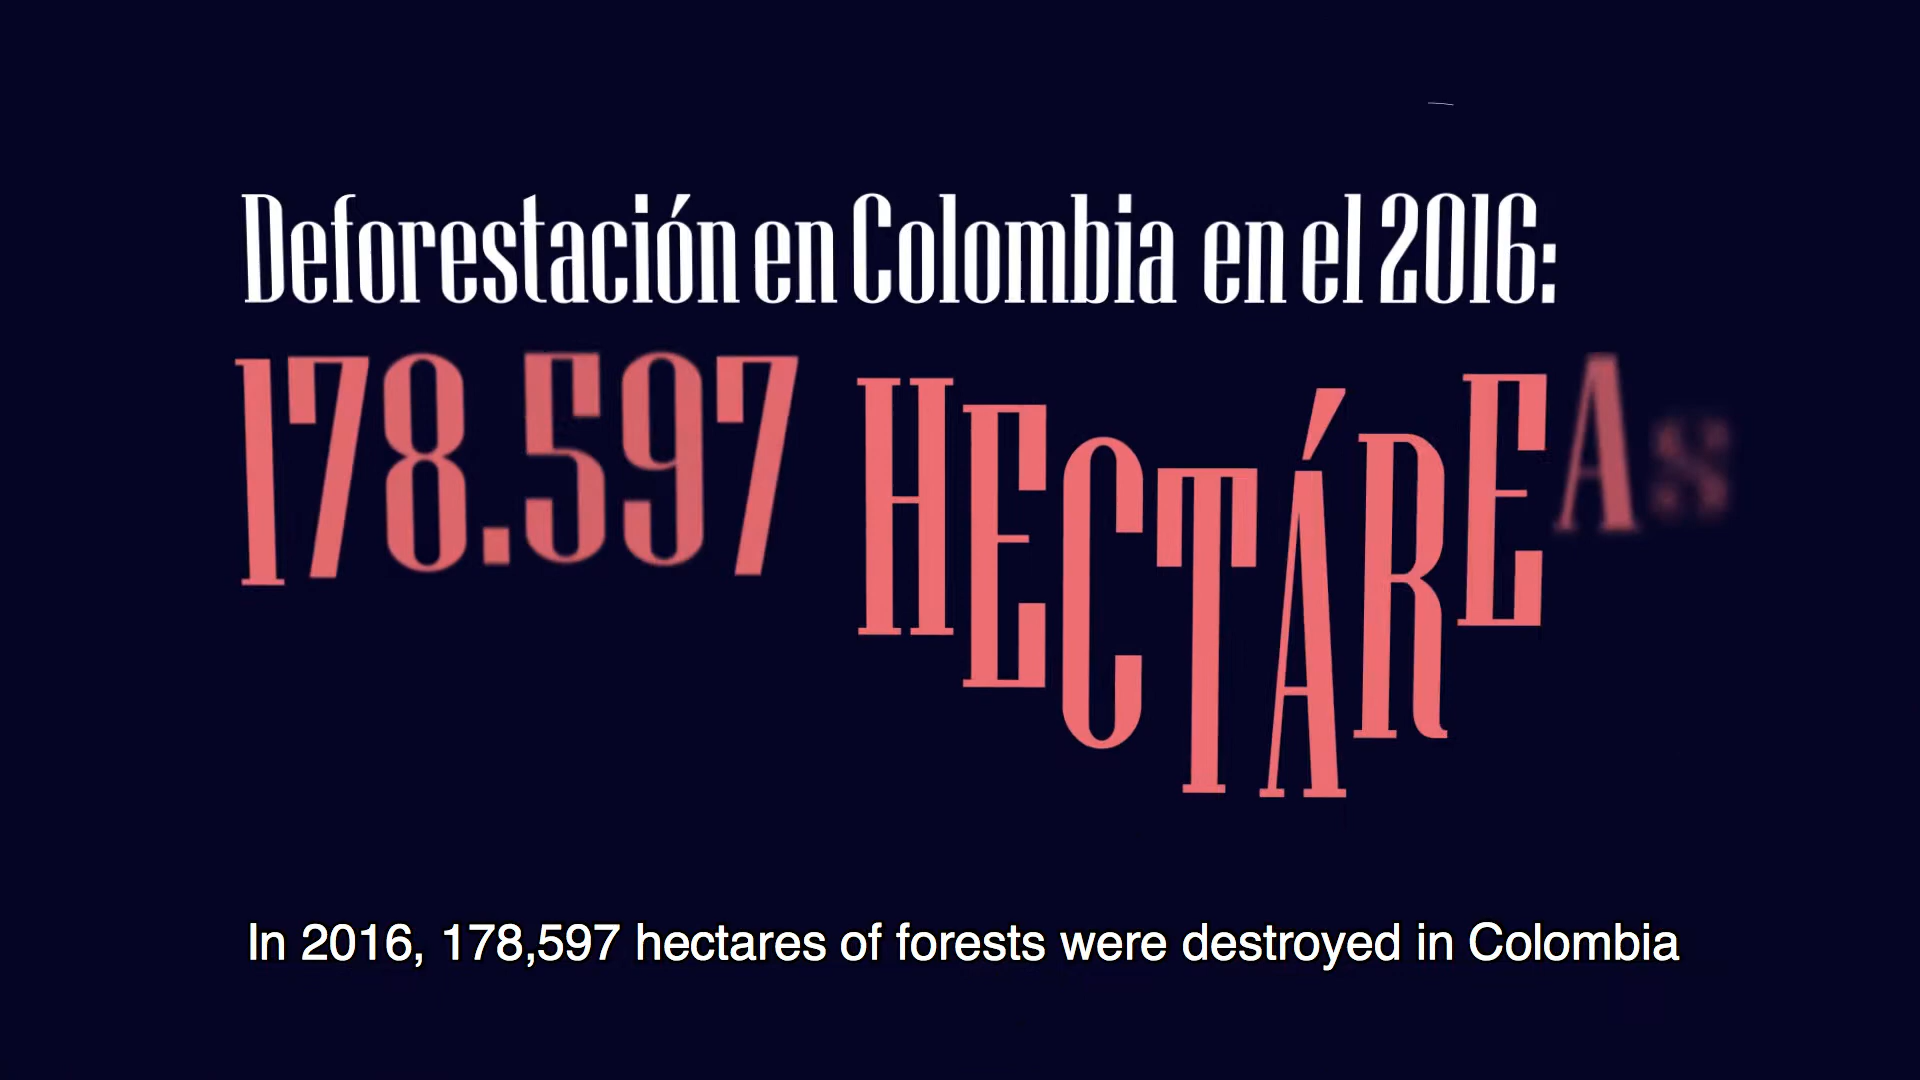 Deforestación en Colombia en el 2016:
178.597 HECTÁREAS
In 2016, 178,597 hectares of forests were destroyed in Colombia